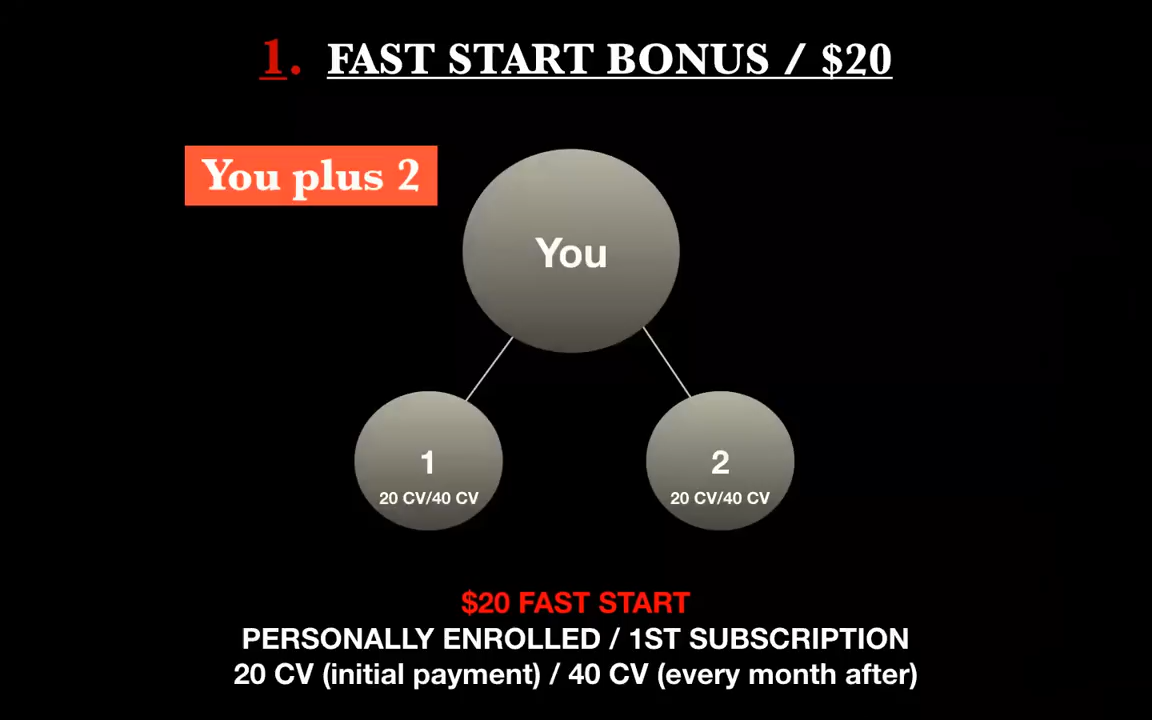 1. FAST START BONUS / $20
You plus 2
You
1
20 CV/40 CV
2
20 CV/40 CV
$20 FAST START
PERSONALLY ENROLLED / 1ST SUBSCRIPTION
20 CV (initial payment) / 40 CV (every month after)